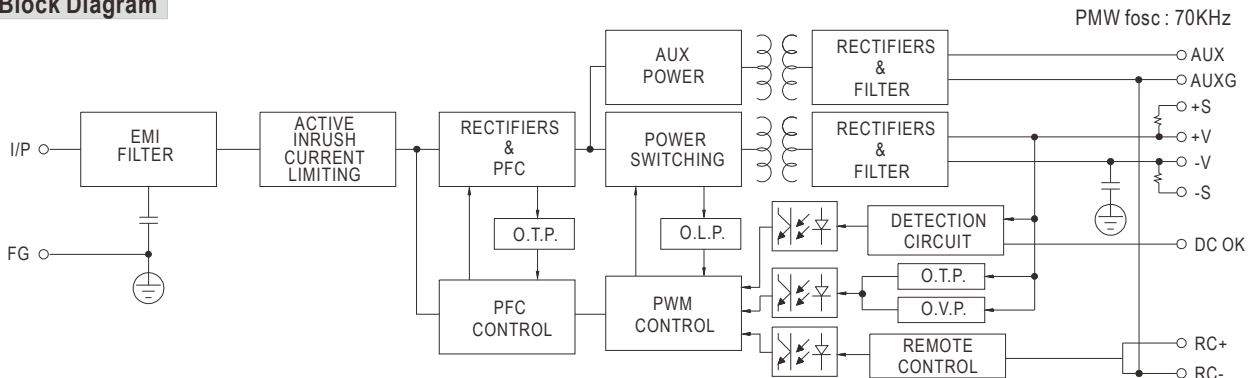 Block Diagram
PMW fosc : 70KHz
AUX
POWER
RECTIFIERS
&
FILTER
AUX
AUXG
+S
I/P
EMI
FILTER
ACTIVE
INRUSH
CURRENT
LIMITING
RECTIFIERS
&
PFC
POWER
SWITCHING
RECTIFIERS
&
FILTER
+V
-V
-S
O.T.P.
O.L.P.
DETECTION
CIRCUIT
DC OK
FG
O.T.P.
O.V.P.
PFC
CONTROL
PWM
CONTROL
REMOTE
CONTROL
RC+
RC-